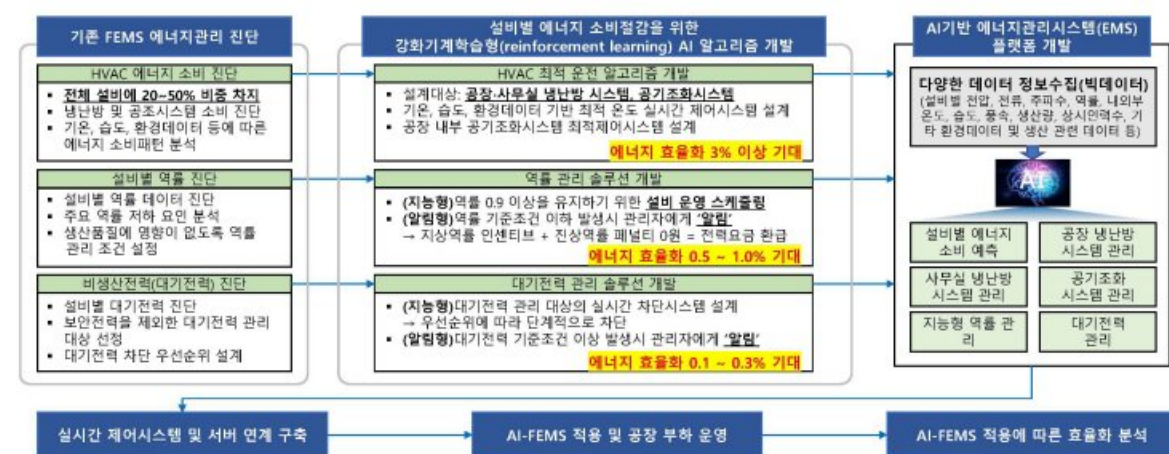 기존 FEMS 에너지관리 진단
HVAC 에너지 소비 진단
▪ 전체 설비에 20~50% 비중 차지
▪ 냉난방 및 공조시스템 소비 진단
▪ 기온, 습도, 환경데이터 등에 따른
에너지 소비패턴 분석
설비별 역률 진단
▪ 설비별 역률 데이터 진단
▪ 주요 역률 저하 요인 분석
▪ 생산품질에 영향이 없도록 역률
관리 조건 설정
비생산전력(대기전력) 진단
▪ 설비별 대기전력 진단
▪ 보안전력을 제외한 대기전력 관리
대상 선정
▪ 대기전력 차단 우선순위 설계
설비별 에너지 소비절감을 위한
강화기계학습형(reinforcement learning) AI 알고리즘 개발
HVAC 최적 운전 알고리즘 개발
▪ 설계대상: 공장·사무실 냉난방 시스템, 공기조화시스템
▪ 기온, 습도, 환경데이터 기반 최적 온도 실시간 제어시스템 설계
▪ 공장 내부 공기조화시스템 최적제어시스템 설계
에너지 효율화 3% 이상 기대
역률 관리 솔루션 개발
▪ (지능형)역률 0.9 이상을 유지하기 위한 설비 운영 스케쥴링
▪ (알림형)역률 기준조건 이하 발생시 관리자에게 ‘알림’
→ 지상역률 인센티브 + 진상역률 페널티 0원 = 전력요금 환급
에너지 효율화 0.5 ~ 1.0% 기대
대기전력 관리 솔루션 개발
▪ (지능형)대기전력 관리 대상의 실시간 차단시스템 설계
→ 우선순위에 따라 단계적으로 차단
▪ (알림형)대기전력 기준조건 이상 발생시 관리자에게 ‘알림’
에너지 효율화 0.1 ~ 0.3% 기대
AI기반 에너지관리시스템(EMS)
플랫폼 개발
다양한 데이터 정보수집(빅데이터)
(설비별 전압, 전류, 주파수, 역률, 내외부
온도, 습도, 풍속, 생산량, 상시인력수, 기
타 환경데이터 및 생산 관련 데이터 등)
AI
설비별 에너지
소비 예측
공장 냉난방
시스템 관리
사무실 냉난방
시스템 관리
공기조화
시스템 관리
지능형 역률 관
리
대기전력
관리
실시간 제어시스템 및 서버 연계 구축
AI-FEMS 적용 및 공장 부하 운영
AI-FEMS 적용에 따른 효율화 분석